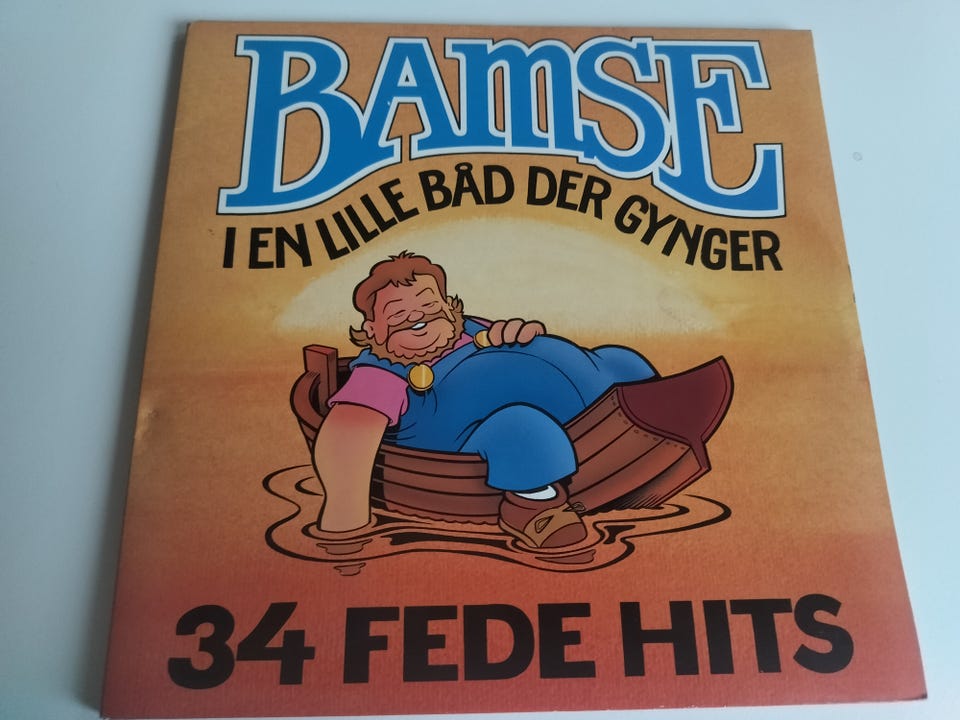 BAMSE
I EN LILLE BÅD DER GYNGER
34 FEDE HITS